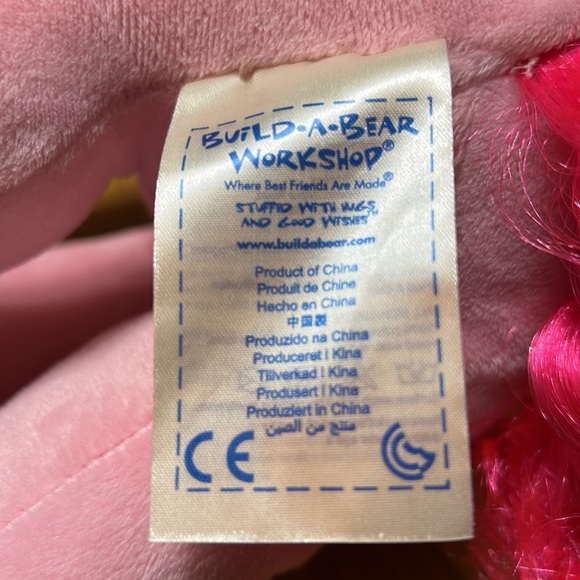 BUILD-A-BEAR
WORKSHOP®
Where Best Friends Are Made®
STUFFED WITH HUGS
AND GOOD WISHES™
www.buildabear.com
Product of China
Produit de Chine
Hecho en China
中国製
Produzido na China
Produceret i Kina
Tillverkad i Kina
Produsert i Kina
Produziert in China
منتج من الصين
CE